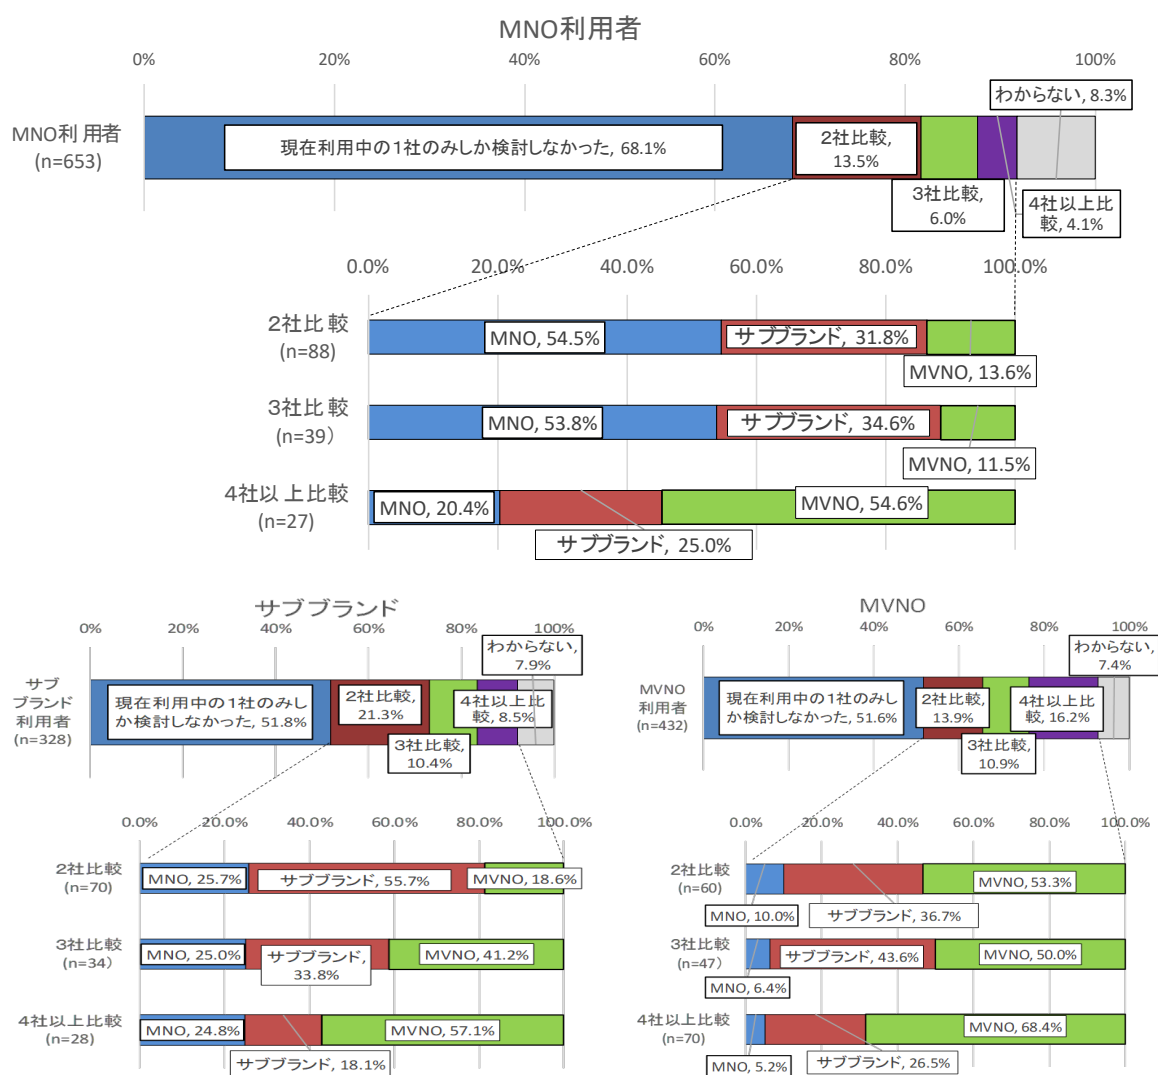 MNO利用者
0%
20%
40%
60%
80%
100%
わからない, 8.3%
MNO利用者
(n=653)
現在利用中の1社のみしか検討しなかった, 68.1%
2社比較,
13.5%
3社比較,
6.0%
4社以上比
較, 4.1%
0.0%
20.0%
40.0%
60.0%
80.0%
100.0%
2社比較
(n=88)
MNO, 54.5%
サブブランド, 31.8%
MVNO, 13.6%
3社比較
(n=39)
MNO, 53.8%
サブブランド, 34.6%
MVNO, 11.5%
4社以上比較
(n=27)
MNO, 20.4%
MVNO, 54.6%
サブブランド, 25.0%
サブブランド
0%
20%
40%
60%
80%
100%
わからない,
7.9%
サブ
ブランド
利用者
(n=328)
現在利用中の1社のみし
か検討しなかった, 51.8%
2社比較,
21.3%
4社以上比
較, 8.5%
3社比較,
10.4%
0.0%
20.0%
40.0%
60.0%
80.0%
100.0%
2社比較
(n=70)
MNO, 25.7%
サブブランド, 55.7%
MVNO, 18.6%
3社比較
(n=34)
MNO, 25.0%
サブブランド,
33.8%
MVNO, 41.2%
4社以上比較
(n=28)
MNO, 24.8%
MVNO, 57.1%
サブブランド, 18.1%
MVNO
0%
20%
40%
60%
80%
100%
わからない,
7.4%
MVNO
利用者
(n=432)
現在利用中の1社のみし
か検討しなかった, 51.6%
2社比較,
13.9%
4社以上比
較, 16.2%
3社比較,
10.9%
0.0%
20.0%
40.0%
60.0%
80.0%
100.0%
2社比較
(n=60)
MVNO, 53.3%
MNO, 10.0%
サブブランド, 36.7%
3社比較
(n=47)
サブブランド, 43.6%
MVNO, 50.0%
MNO,
6.4%
4社以上比較
(n=70)
MVNO, 68.4%
MNO, 5.2%
サブブランド, 26.5%